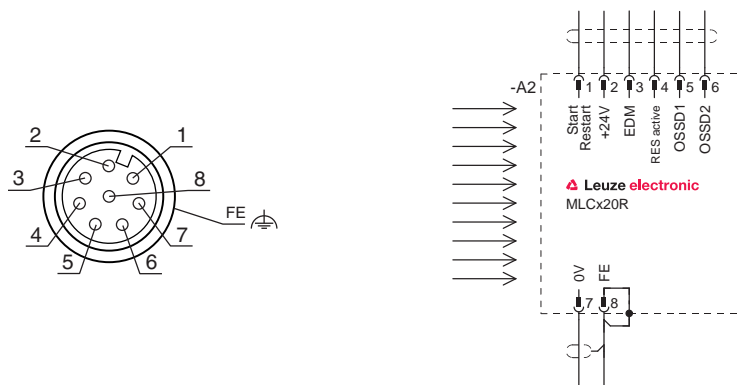 2
1
3
8
FE
4
7
5
6
-A2
1 2 3 4 5 6
Start
Restart
+24V
EDM
RES active
OSSD1
OSSD2
Leuze electronic
MLCx20R
0V
FE
7 8